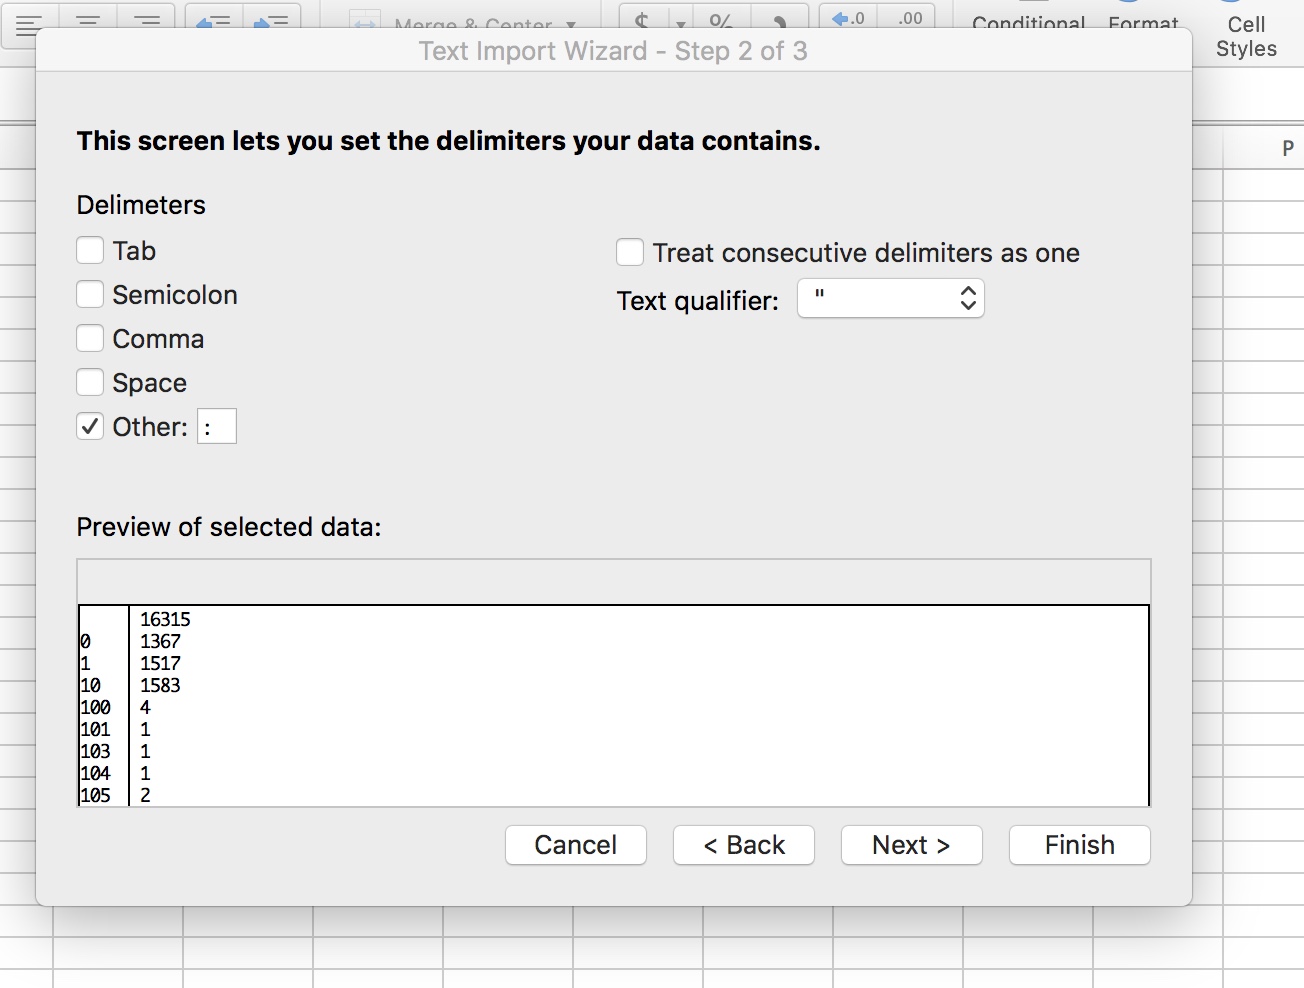 Merge & Center
$
%
.0
.00
Conditional
Format
Cell
Styles
Text Import Wizard - Step 2 of 3
P
This screen lets you set the delimiters your data contains.
Delimeters
Tab
Treat consecutive delimiters as one
Semicolon
Text qualifier: "
Comma
Space
Other: :
Preview of selected data:
16315
0 1367
1 1517
10 1583
100 4
101 1
103 1
104 1
105 2
Cancel
< Back
Next >
Finish